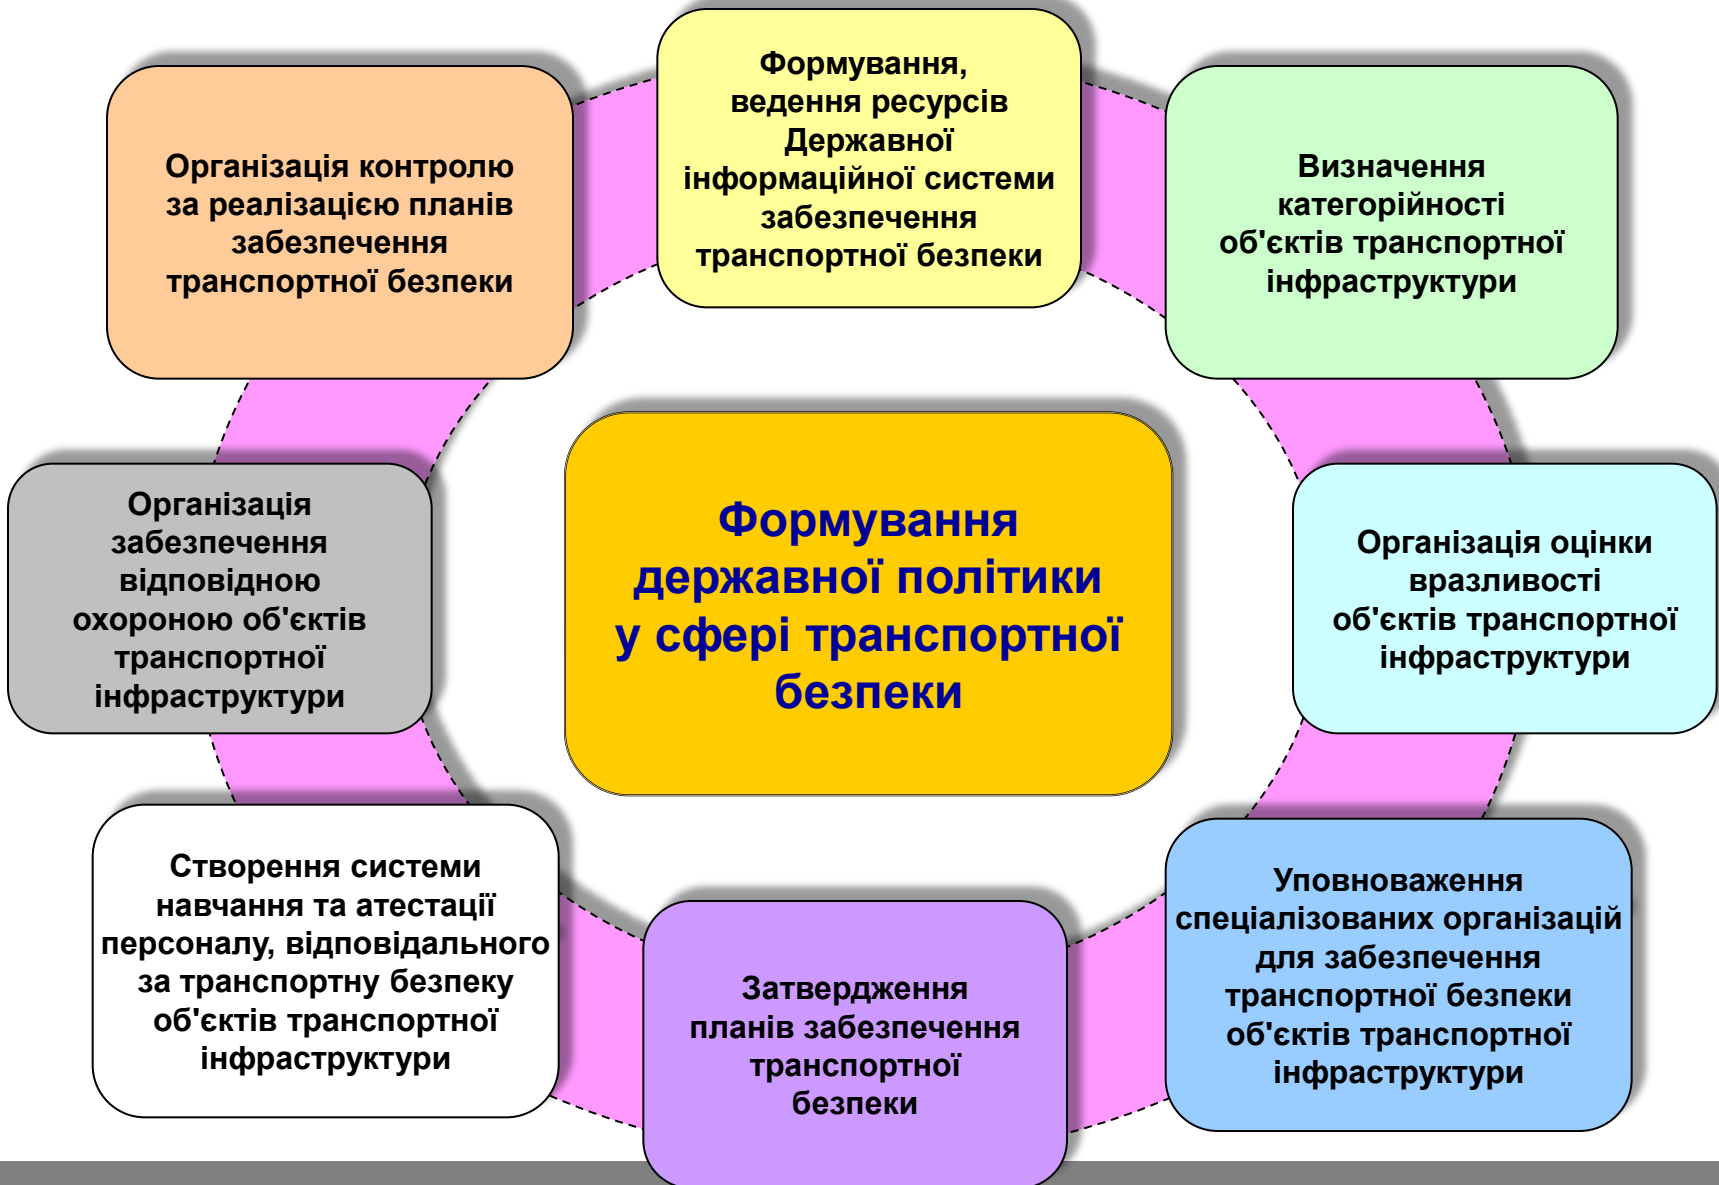 Формування,
ведення ресурсів
Державної
інформаційної системи
забезпечення
транспортної безпеки
Організація контролю
за реалізацією планів
забезпечення
транспортної безпеки
Визначення
категорійності
об'єктів транспортної
інфраструктури
Організація
забезпечення
відповідною
охороною об'єктів
транспортної
інфраструктури
Формування
державної політики
у сфері транспортної
безпеки
Організація оцінки
вразливості
об'єктів транспортної
інфраструктури
Створення системи
навчання та атестації
персоналу, відповідального
за транспортну безпеку
об'єктів транспортної
інфраструктури
Затвердження
планів забезпечення
транспортної
безпеки
Уповноваження
спеціалізованих організацій
для забезпечення
транспортної безпеки
об'єктів транспортної
інфраструктури